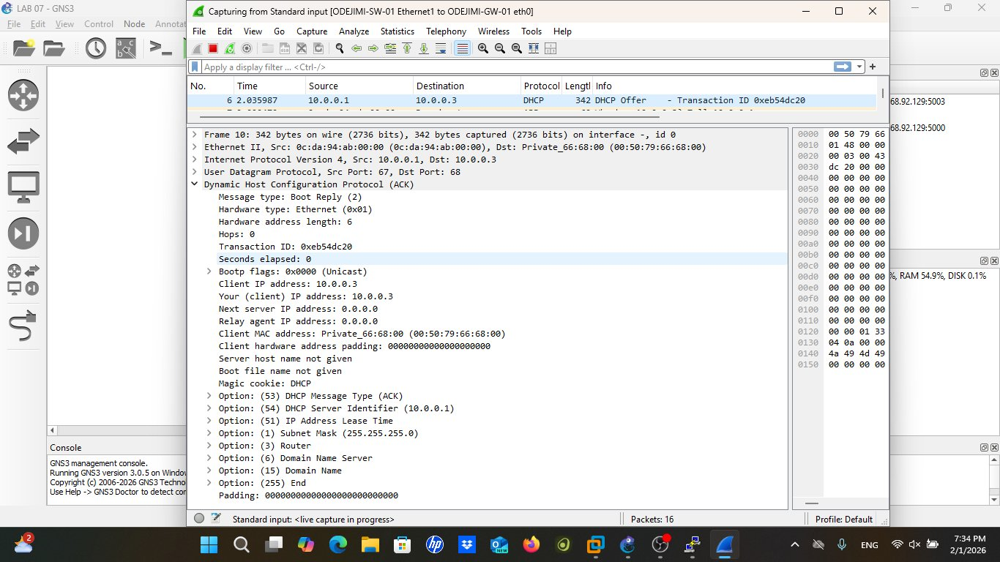 LAB 07 - GNS3
File Edit View Control Node Annotat
Capturing from Standard input [ODEJIMI-SW-01 Ethernet1 to ODEJIMI-GW-01 eth0]
File Edit View Go Capture Analyze Statistics Telephony Wireless Tools Help
Apply a display filter ... <Ctrl-/>
No. Time Source Destination Protocol Lengtl Info
6 2.035987 10.0.0.1 10.0.0.3 DHCP 342 DHCP Offer - Transaction ID 0xeb54dc20
68.92.129:5003
68.92.129:5000
%, RAM 54.9%, DISK 0.1%
Frame 10: 342 bytes on wire (2736 bits), 342 bytes captured (2736 bits) on interface -, id 0
Ethernet II, Src: 0c:da:94:ab:00:00 (0c:da:94:ab:00:00), Dst: Private_66:68:00 (00:50:79:66:68:00)
Internet Protocol Version 4, Src: 10.0.0.1, Dst: 10.0.0.3
User Datagram Protocol, Src Port: 67, Dst Port: 68
Dynamic Host Configuration Protocol (ACK)
Message type: Boot Reply (2)
Hardware type: Ethernet (0x01)
Hardware address length: 6
Hops: 0
Transaction ID: 0xeb54dc20
Seconds elapsed: 0
Bootp flags: 0x0000 (Unicast)
Client IP address: 10.0.0.3
Your (client) IP address: 10.0.0.3
Next server IP address: 0.0.0.0
Relay agent IP address: 0.0.0.0
Client MAC address: Private_66:68:00 (00:50:79:66:68:00)
Client hardware address padding: 00000000000000000000
Server host name not given
Boot file name not given
Magic cookie: DHCP
Option: (53) DHCP Message Type (ACK)
Option: (54) DHCP Server Identifier (10.0.0.1)
Option: (51) IP Address Lease Time
Option: (1) Subnet Mask (255.255.255.0)
Option: (3) Router
Option: (6) Domain Name Server
Option: (15) Domain Name
Option: (255) End
Padding: 00000000000000000000000000
0000 00 50 79 66
0010 01 48 00 00
0020 00 03 00 43
0030 dc 20 00 00
0040 00 00 00 00
0050 00 00 00 00
0060 00 00 00 00
0070 00 00 00 00
0080 00 00 00 00
0090 00 00 00 00
00a0 00 00 00 00
00b0 00 00 00 00
00c0 00 00 00 00
00d0 00 00 00 00
00e0 00 00 00 00
00f0 00 00 00 00
0100 00 00 00 00
0110 00 00 00 00
0120 00 00 01 33
0130 04 0a 00 00
0140 4a 49 4d 49
0150 00 00 00 00
Console
GNS3 management console.
Running GNS3 version 3.0.5 on Windo
Copyright (c) 2006-2026 GNS3 Techno
Use Help -> GNS3 Doctor to detect con
Standard input: <live capture in progress>
Packets: 16
Profile: Default
2
NEW
ENG
7:34 PM
2/1/2026